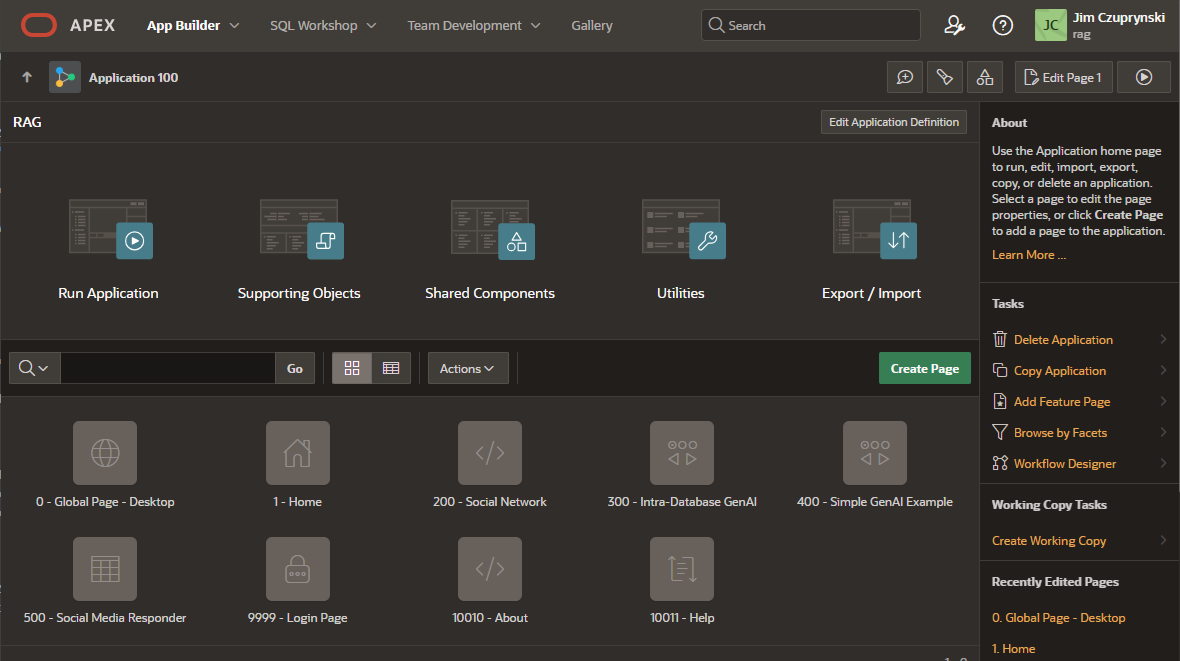 APEX App Builder SQL Workshop Team Development Gallery Search JC Jim Czuprynski
rag
Application 100 Edit Page 1
RAG Edit Application Definition
Run Application Supporting Objects Shared Components Utilities Export / Import
Go Actions Create Page
0 - Global Page - Desktop 1 - Home 200 - Social Network 300 - Intra-Database GenAI 400 - Simple GenAI Example
500 - Social Media Responder 9999 - Login Page 10010 - About 10011 - Help
About
Use the Application home page
to run, edit, import, export,
copy, or delete an application.
Select a page to edit the page
properties, or click Create Page
to add a page to the application.
Learn More ...
Tasks
Delete Application
Copy Application
Add Feature Page
Browse by Facets
Workflow Designer
Working Copy Tasks
Create Working Copy
Recently Edited Pages
0. Global Page - Desktop
1. Home